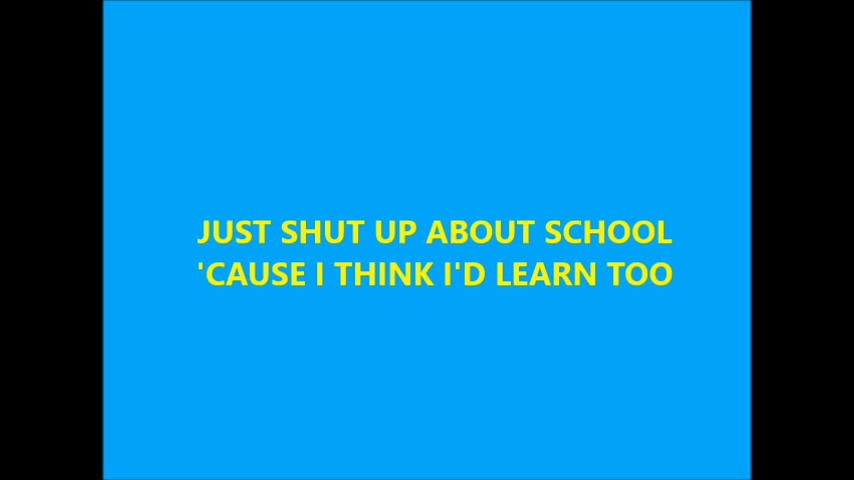 JUST SHUT UP ABOUT SCHOOL
'CAUSE I THINK I'D LEARN TOO